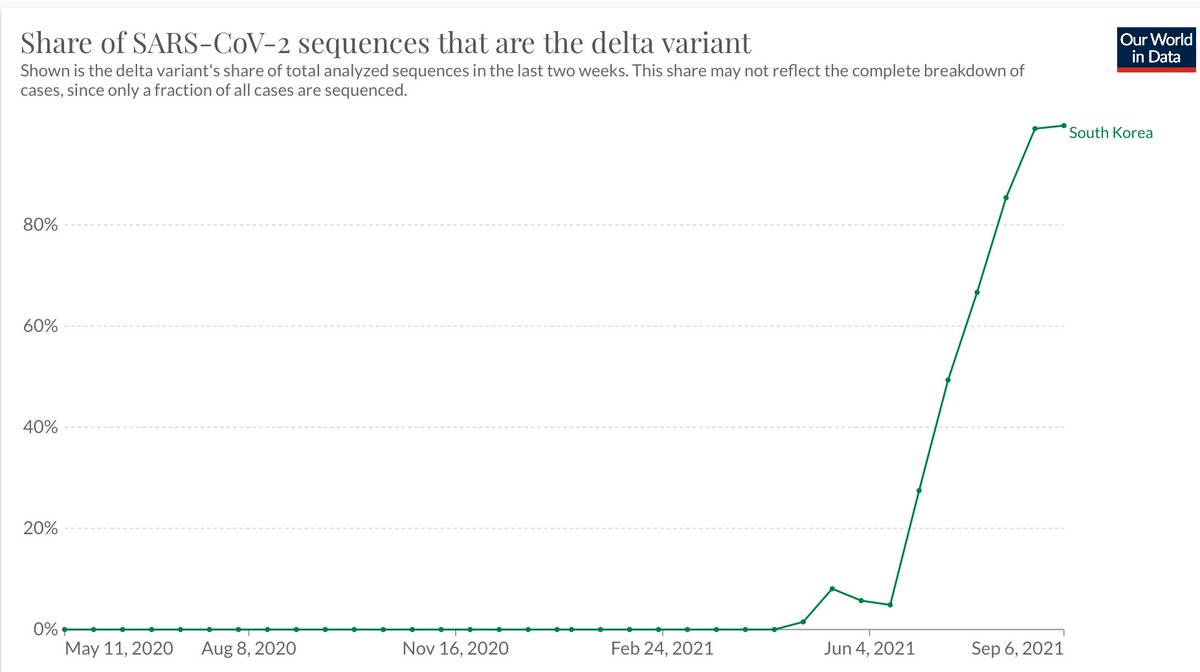 Share of SARS-CoV-2 sequences that are the delta variant
Our World
in Data
Shown is the delta variant's share of total analyzed sequences in the last two weeks. This share may not reflect the complete breakdown of
cases, since only a fraction of all cases are sequenced.
South Korea
80%
60%
40%
20%
0%
May 11, 2020 Aug 8, 2020 Nov 16, 2020 Feb 24, 2021 Jun 4, 2021 Sep 6, 2021